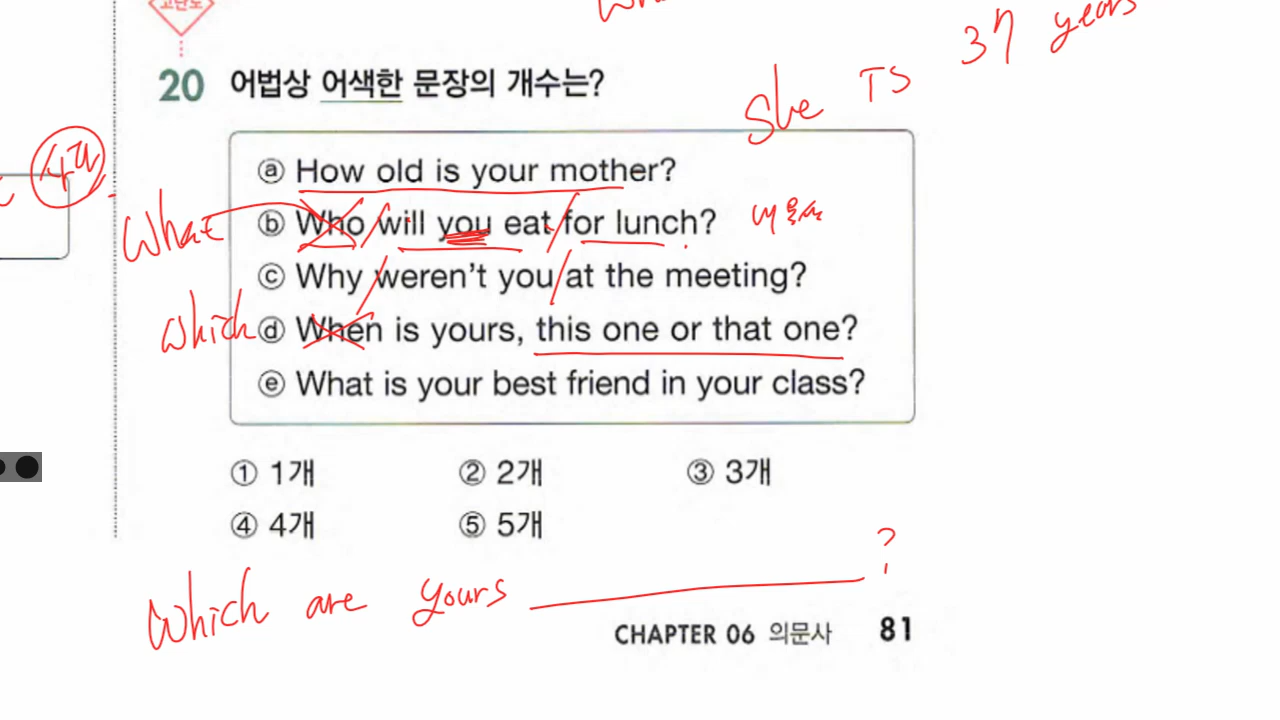 고난도
37 years
She is
20 어법상 어색한 문장의 개수는?
ⓐ How old is your mother?
What ⓑ Who will you eat for lunch?
ⓒ Why weren't you at the meeting?
Which ⓓ When is yours, this one or that one?
ⓔ What is your best friend in your class?
① 1개 ② 2개 ③ 3개
④ 4개 ⑤ 5개
Which are yours ?
CHAPTER 06 의문사 81